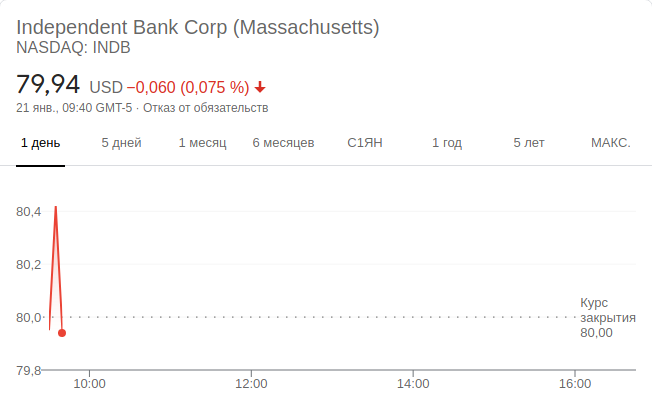 Independent Bank Corp (Massachusetts)
NASDAQ: INDB
79,94 USD −0,060 (0,075 %)
21 янв., 09:40 GMT-5 · Отказ от обязательств
1 день 5 дней 1 месяц 6 месяцев С1ЯН 1 год 5 лет МАКС.
80,4
80,2
80,0
79,8
Курс
закрытия
80,00
10:00 12:00 14:00 16:00